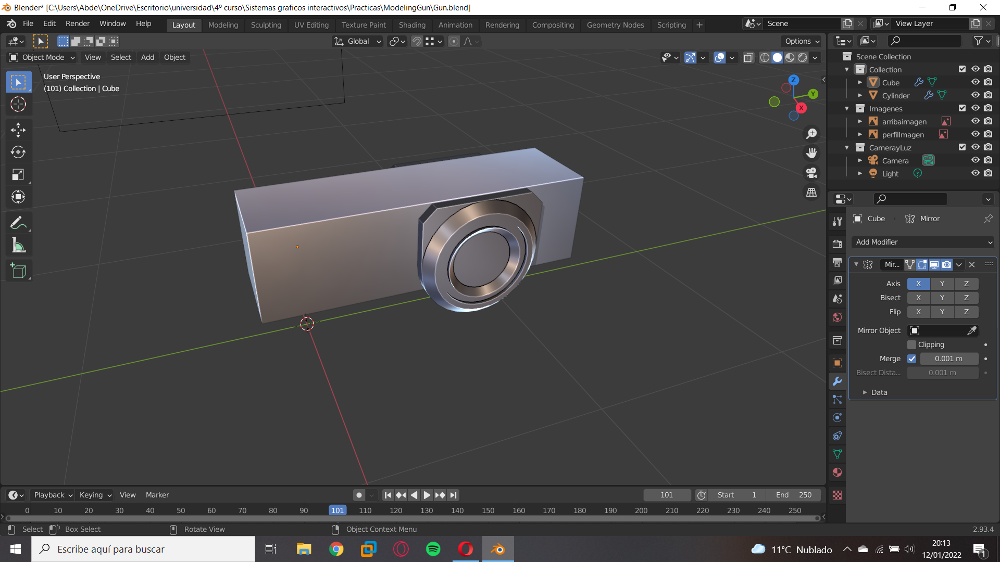 Blender* [C:\Users\Abde\OneDrive\Escritorio\universidad\4º curso\Sistemas graficos interactivos\Practicas\ModelingGun\Gun.blend]
File Edit Render Window Help Layout Modeling Sculpting UV Editing Texture Paint Shading Animation Rendering Compositing Geometry Nodes Scripting + Scene View Layer
Global Options
Object Mode View Select Add Object
User Perspective
(101) Collection | Cube
Z
Y
X
Scene Collection
Collection
Cube
Cylinder
Imagenes
arribaimagen
perfilImagen
CamerayLuz
Camera
Light
Cube Mirror
Add Modifier
Mir...
Axis X Y Z
Bisect X Y Z
Flip X Y Z
Mirror Object
Clipping
Merge 0.001 m
Bisect Dista... 0.001 m
Data
Playback Keying View Marker 101 Start 1 End 250
0 10 20 30 40 50 60 70 80 90 101 110 120 130 140 150 160 170 180 190 200 210 220 230 240 250
Select Box Select Rotate View Object Context Menu 2.93.4
Escribe aquí para buscar
11°C Nublado
20:13
12/01/2022
1